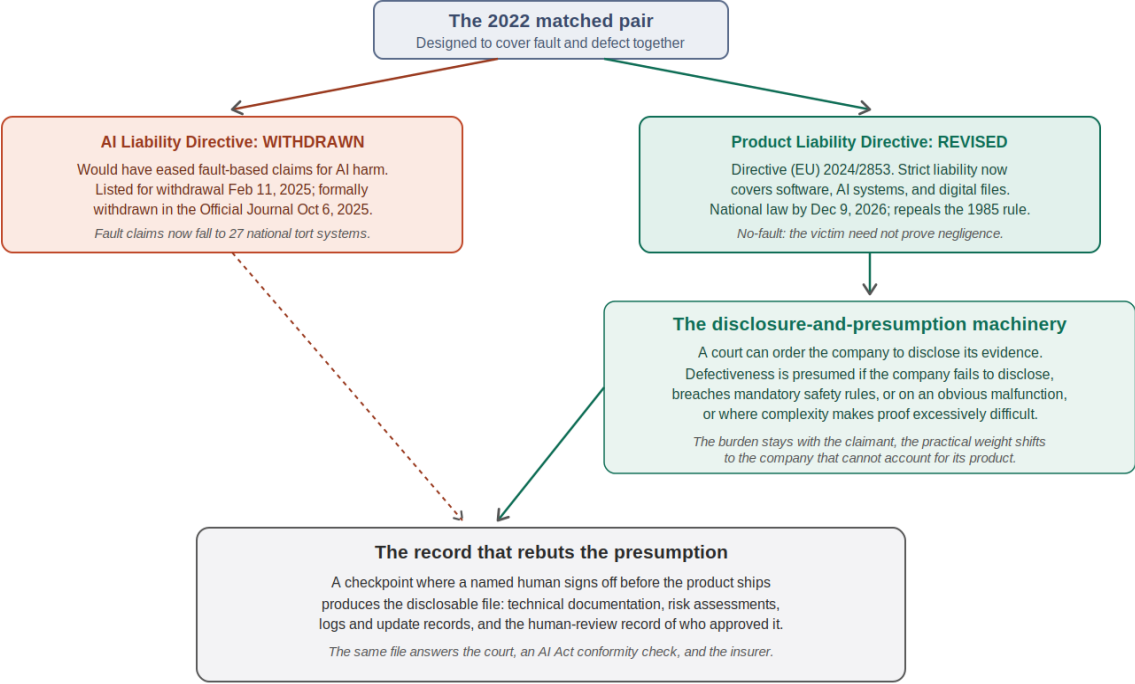 The 2022 matched pair
Designed to cover fault and defect together
AI Liability Directive: WITHDRAWN
Would have eased fault-based claims for AI harm.
Listed for withdrawal Feb 11, 2025; formally
withdrawn in the Official Journal Oct 6, 2025.
Fault claims now fall to 27 national tort systems.
Product Liability Directive: REVISED
Directive (EU) 2024/2853. Strict liability now
covers software, AI systems, and digital files.
National law by Dec 9, 2026; repeals the 1985 rule.
No-fault: the victim need not prove negligence.
The disclosure-and-presumption machinery
A court can order the company to disclose its evidence.
Defectiveness is presumed if the company fails to disclose,
breaches mandatory safety rules, or on an obvious malfunction,
or where complexity makes proof excessively difficult.
The burden stays with the claimant, the practical weight shifts
to the company that cannot account for its product.
The record that rebuts the presumption
A checkpoint where a named human signs off before the product ships
produces the disclosable file: technical documentation, risk assessments,
logs and update records, and the human-review record of who approved it.
The same file answers the court, an AI Act conformity check, and the insurer.